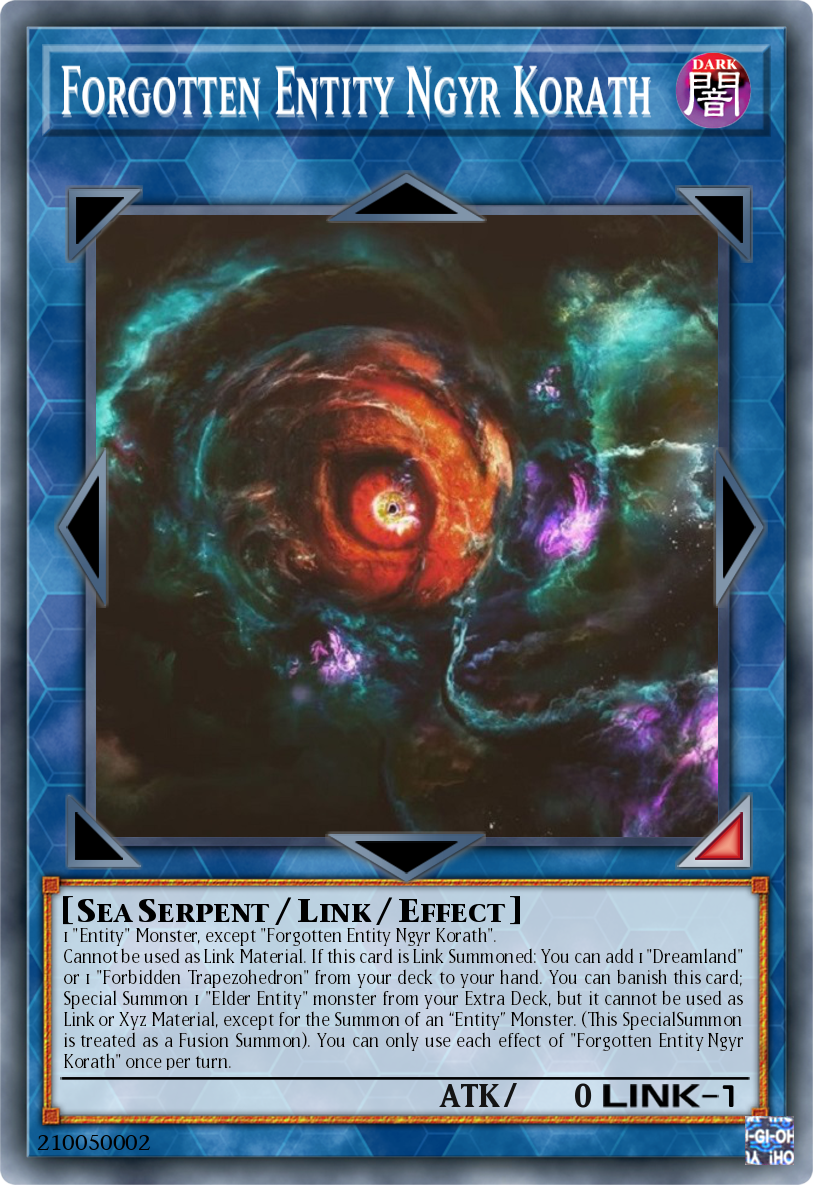 Forgotten Entity Ngyr Korath
DARK
闇
[Sea Serpent / Link / Effect]
1 "Entity" Monster, except "Forgotten Entity Ngyr Korath".
Cannot be used as Link Material. If this card is Link Summoned: You can add 1 "Dreamland"
or 1 "Forbidden Trapezohedron" from your deck to your hand. You can banish this card;
Special Summon 1 "Elder Entity" monster from your Extra Deck, but it cannot be used as
Link or Xyz Material, except for the Summon of an “Entity” Monster. (This SpecialSummon
is treated as a Fusion Summon). You can only use each effect of "Forgotten Entity Ngyr
Korath" once per turn.
ATK/ 0 LINK-1
210050002
I-GI-OH